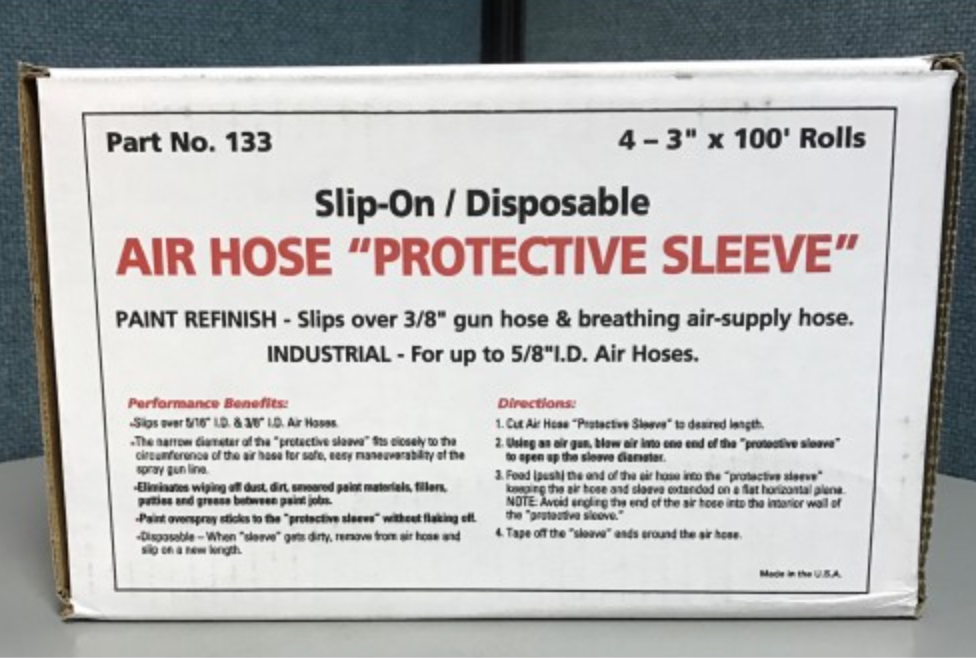 Part No. 133
4 – 3" x 100' Rolls
Slip-On / Disposable
AIR HOSE “PROTECTIVE SLEEVE”
PAINT REFINISH - Slips over 3/8" gun hose & breathing air-supply hose.
INDUSTRIAL - For up to 5/8"I.D. Air Hoses.
Performance Benefits:
•Slips over 5/16" I.D. & 3/8" I.D. Air Hoses.
•The narrow diameter of the "protective sleeve" fits closely to the
circumference of the air hose for safe, easy maneuverability of the
spray gun line.
•Eliminates wiping off dust, dirt, smeared paint materials, fillers,
putties and grease between paint jobs.
•Paint overspray sticks to the "protective sleeve" without flaking off.
•Disposable – When "sleeve" gets dirty, remove from air hose and
slip on a new length.
Directions:
1. Cut Air Hose "Protective Sleeve" to desired length.
2. Using an air gun, blow air into one end of the "protective sleeve"
to open up the sleeve diameter.
3. Feed (push) the end of the air hose into the "protective sleeve"
keeping the air hose and sleeve extended on a flat horizontal plane.
NOTE: Avoid angling the end of the air hose into the interior wall of
the "protective sleeve."
4. Tape off the "sleeve" ends around the air hose.
Made in the U.S.A.